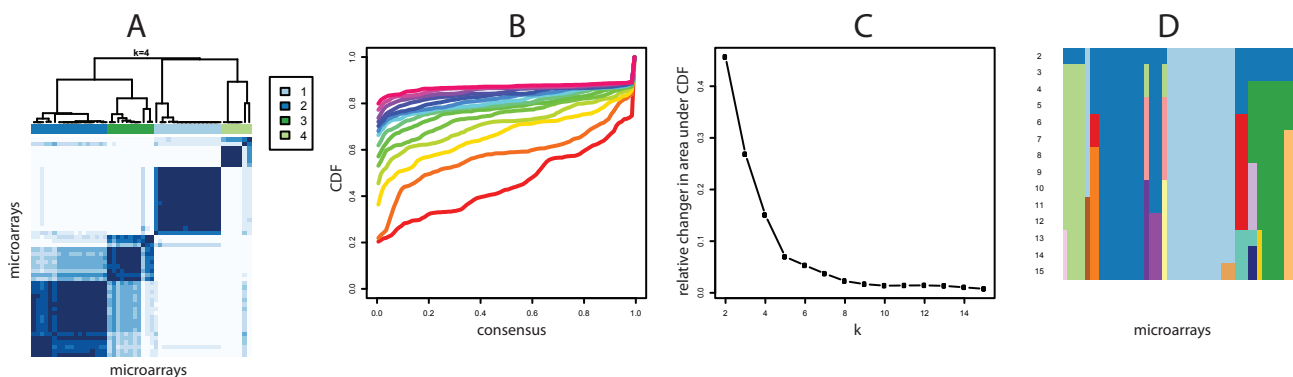 A
k=4
1
2
3
4
microarrays
microarrays
B
CDF
1.0
0.8
0.6
0.4
0.2
0.0
0.0 0.2 0.4 0.6 0.8 1.0
consensus
C
relative changer in area under CDF
0.4
0.3
0.2
0.1
0.0
2 4 6 8 10 12 14
k
D
2
3
4
5
6
7
8
9
10
11
12
13
14
15
microarrays